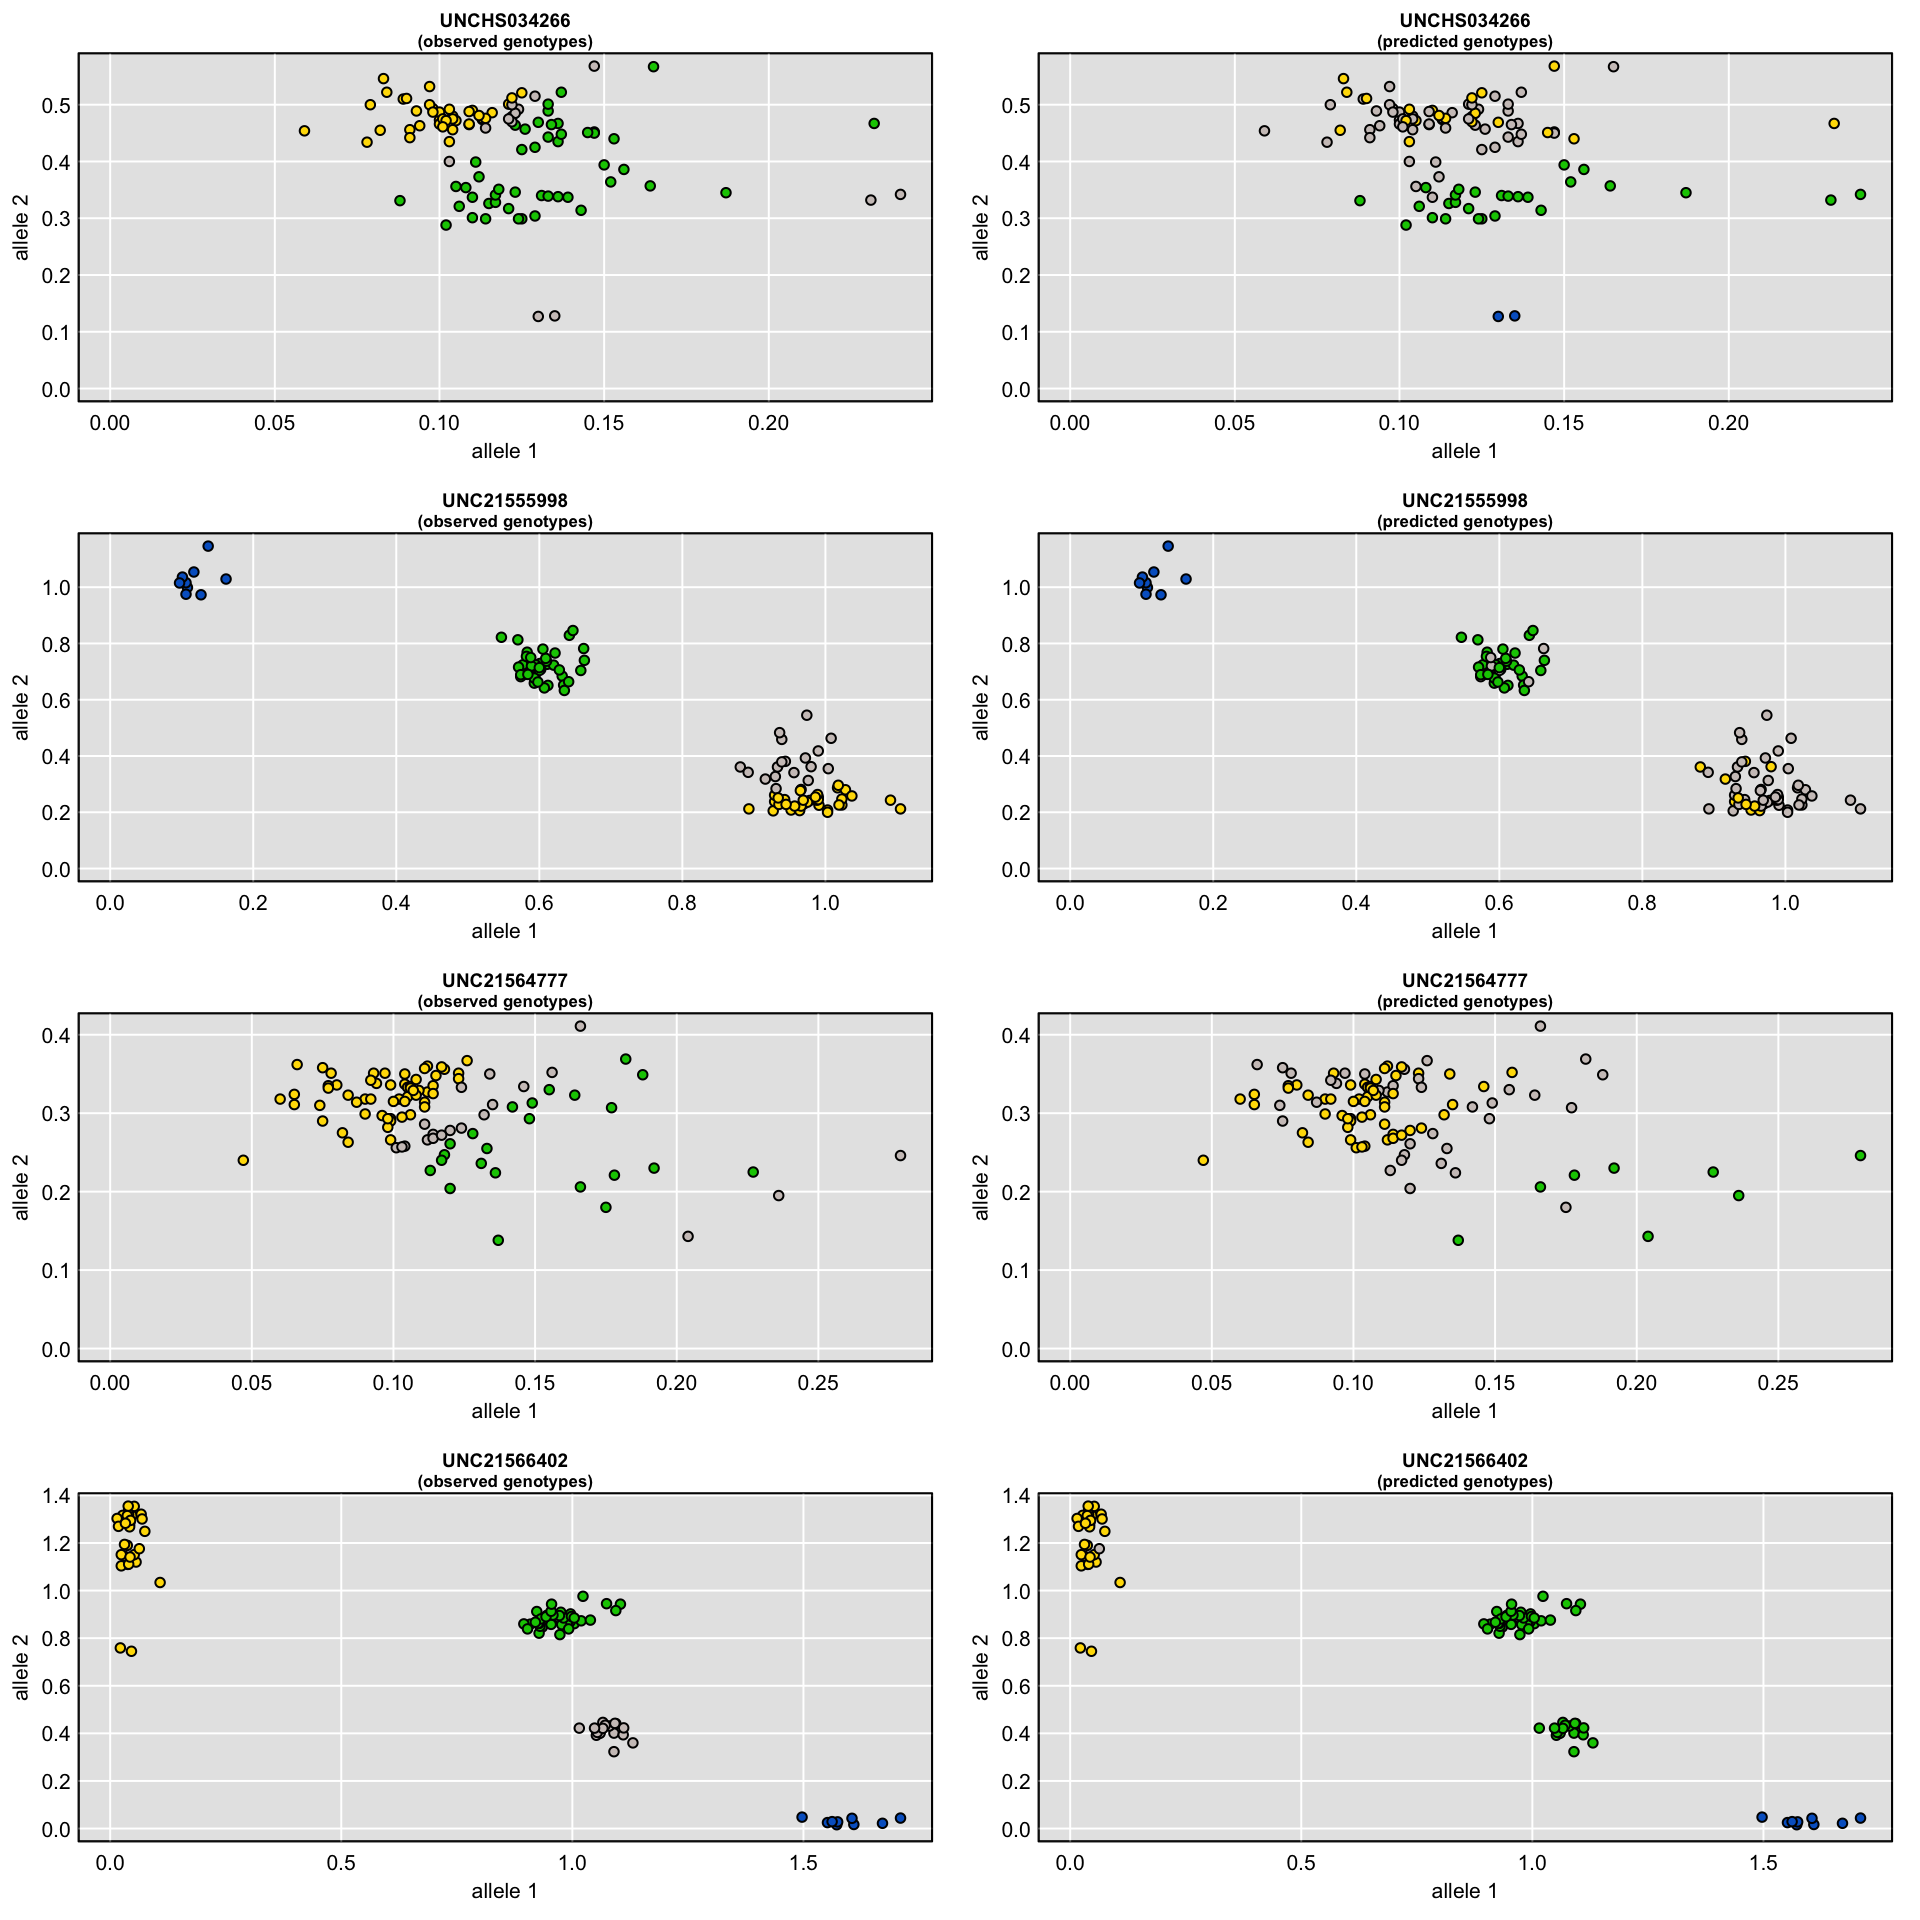 UNCHS034266
(observed genotypes)
allele 2
0.5
0.4
0.3
0.2
0.1
0.0
0.00 0.05 0.10 0.15 0.20
allele 1
UNCHS034266
(predicted genotypes)
allele 2
0.5
0.4
0.3
0.2
0.1
0.0
0.00 0.05 0.10 0.15 0.20
allele 1
UNC21555998
(observed genotypes)
allele 2
1.0
0.8
0.6
0.4
0.2
0.0
0.0 0.2 0.4 0.6 0.8 1.0
allele 1
UNC21555998
(predicted genotypes)
allele 2
1.0
0.8
0.6
0.4
0.2
0.0
0.0 0.2 0.4 0.6 0.8 1.0
allele 1
UNC21564777
(observed genotypes)
allele 2
0.4
0.3
0.2
0.1
0.0
0.00 0.05 0.10 0.15 0.20 0.25
allele 1
UNC21564777
(predicted genotypes)
allele 2
0.4
0.3
0.2
0.1
0.0
0.00 0.05 0.10 0.15 0.20 0.25
allele 1
UNC21566402
(observed genotypes)
allele 2
1.4
1.2
1.0
0.8
0.6
0.4
0.2
0.0
0.0 0.5 1.0 1.5
allele 1
UNC21566402
(predicted genotypes)
allele 2
1.4
1.2
1.0
0.8
0.6
0.4
0.2
0.0
0.0 0.5 1.0 1.5
allele 1